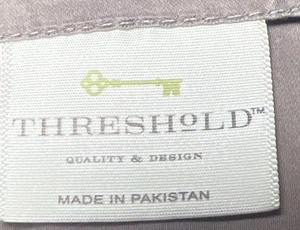 THRESHOLD™
QUALITY & DESIGN
MADE IN PAKISTAN